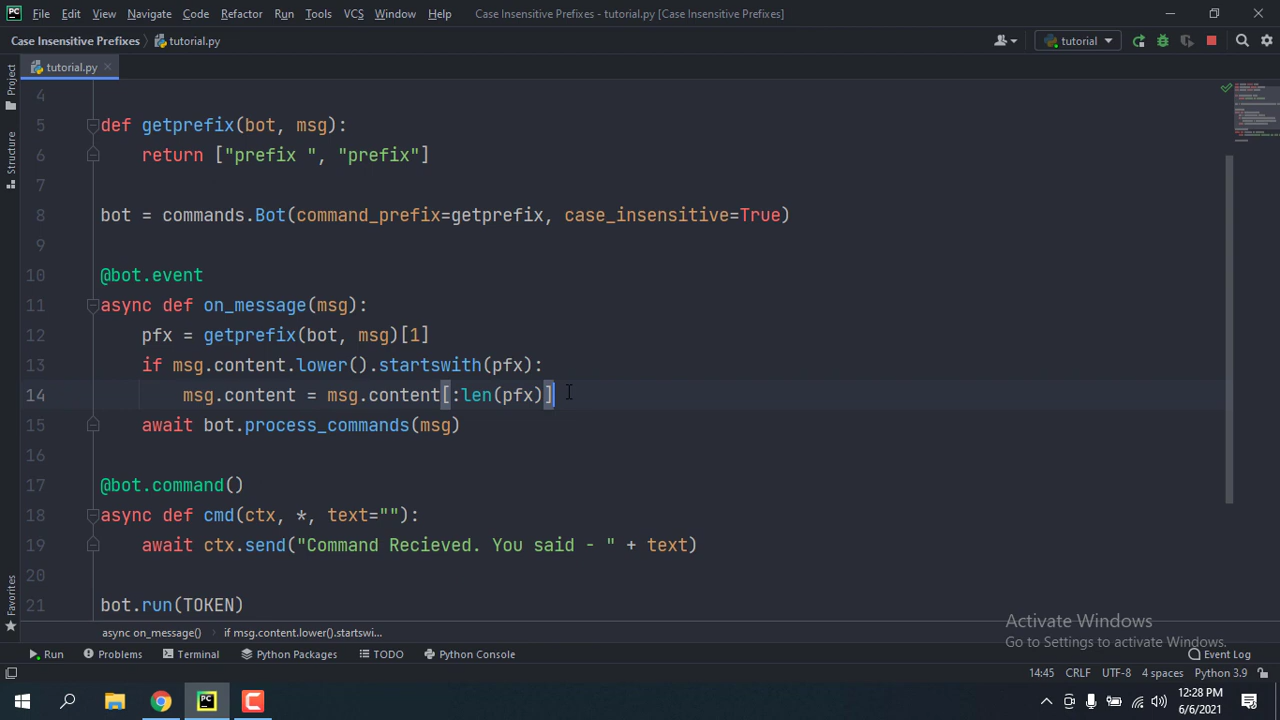 File Edit View Navigate Code Refactor Run Tools VCS Window Help Case Insensitive Prefixes - tutorial.py [Case Insensitive Prefixes]
Case Insensitive Prefixes tutorial.py tutorial
tutorial.py
Project
Structure
Favorites
4
5 def getprefix(bot, msg):
6 return ["prefix ", "prefix"]
7
8 bot = commands.Bot(command_prefix=getprefix, case_insensitive=True)
9
10 @bot.event
11 async def on_message(msg):
12 pfx = getprefix(bot, msg)[1]
13 if msg.content.lower().startswith(pfx):
14 msg.content = msg.content[:len(pfx)]
15 await bot.process_commands(msg)
16
17 @bot.command()
18 async def cmd(ctx, *, text=""):
19 await ctx.send("Command Recieved. You said - " + text)
20
21 bot.run(TOKEN)
Activate Windows
Go to Settings to activate Windows.
async on_message() if msg.content.lower().startswi...
Run Problems Terminal Python Packages TODO Python Console Event Log
14:45 CRLF UTF-8 4 spaces Python 3.9
12:28 PM
6/6/2021